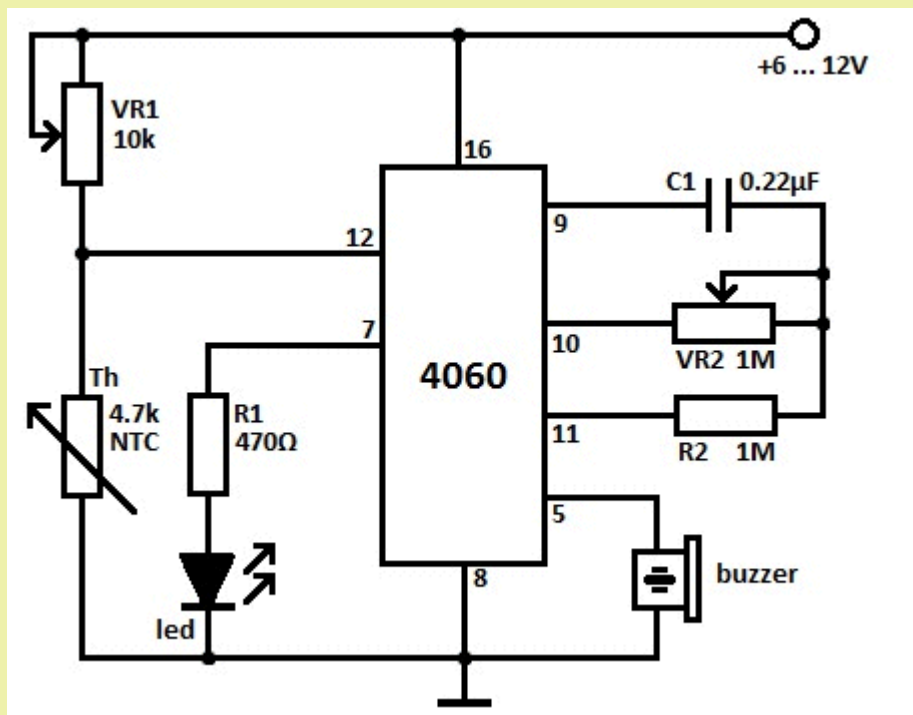 +6 ... 12V
VR1
10k
16
C1 0.22µF
9
12
7
10
VR2 1M
4060
Th
4.7k
NTC
R1
470Ω
11
R2 1M
5
8
buzzer
led